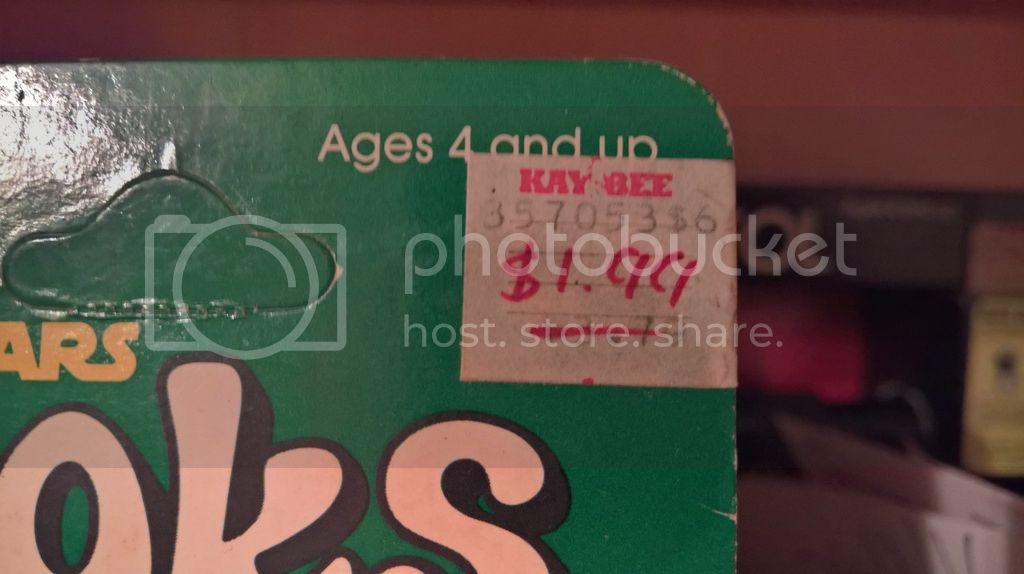 Ages 4 and up
KAY BEE
357053$6
$1.99
photobucket
host. store. share.
ARS
oks